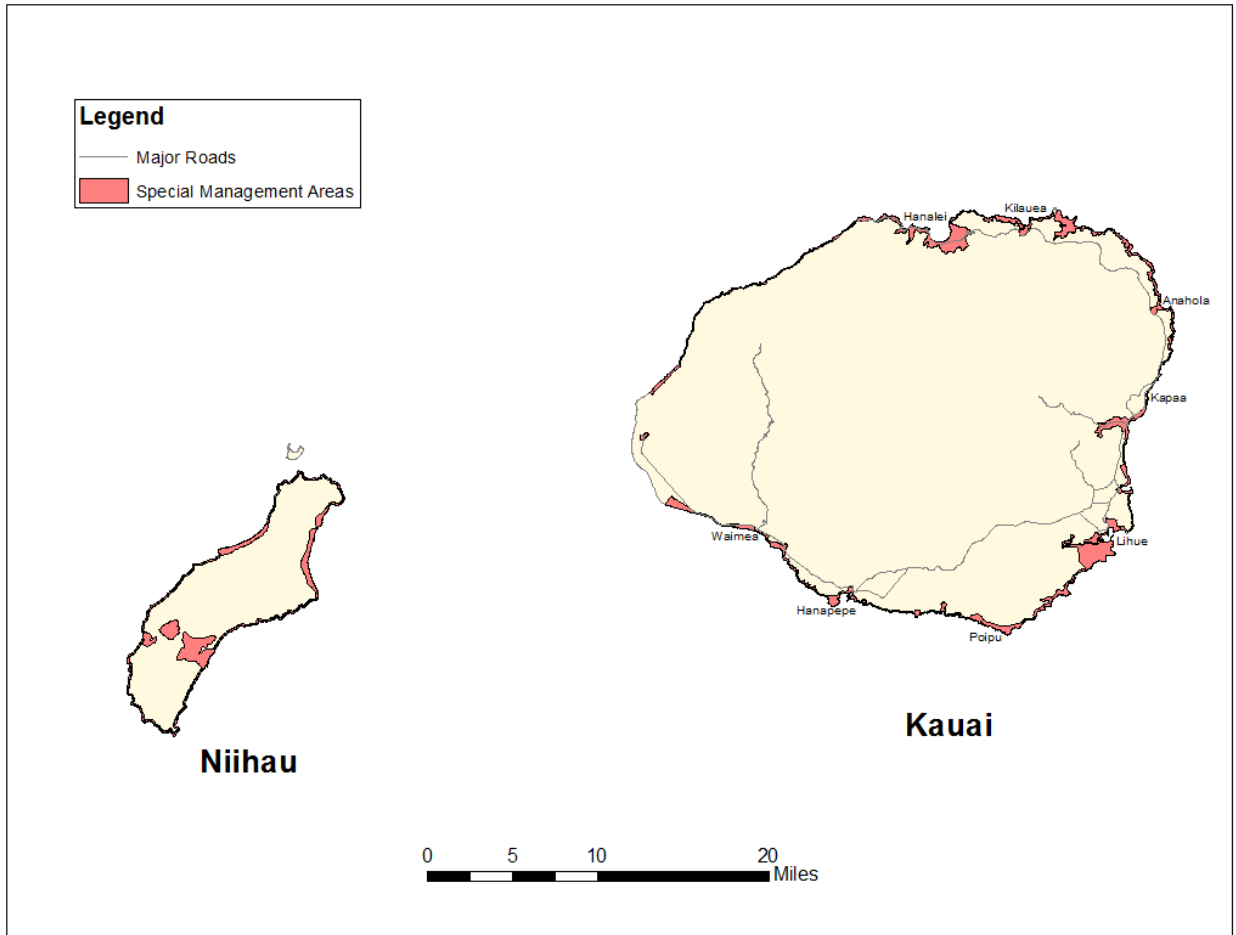 Legend
Major Roads
Special Management Areas
Hanalei
Kilauea
Anahola
Kapaa
Waimea
Lihue
Hanapepe
Poipu
Kauai
Niihau
0 5 10 20
Miles